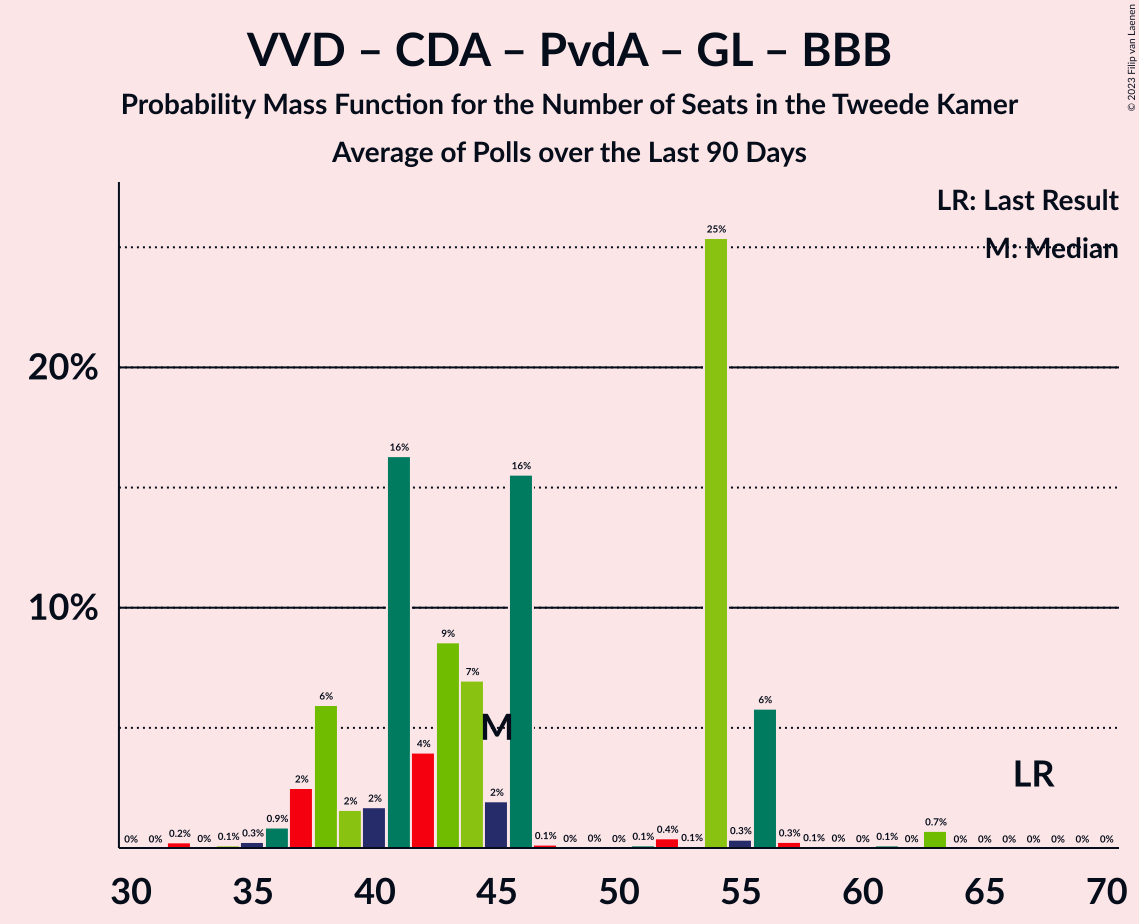 © 2023 Filip van Laenen
VVD – CDA – PvdA – GL – BBB
Probability Mass Function for the Number of Seats in the Tweede Kamer
Average of Polls over the Last 90 Days
LR: Last Result
M: Median
20%
10%
0% 0% 0.2% 0% 0.1% 0.3% 0.9% 2% 6% 2% 2% 16% 4% 9% 7% 2% 16% 0.1% 0% 0% 0% 0.1% 0.4% 0.1% 25% 0.3% 6% 0.3% 0.1% 0% 0% 0.1% 0% 0.7% 0% 0% 0% 0% 0% 0% 0%
M
LR
30 35 40 45 50 55 60 65 70